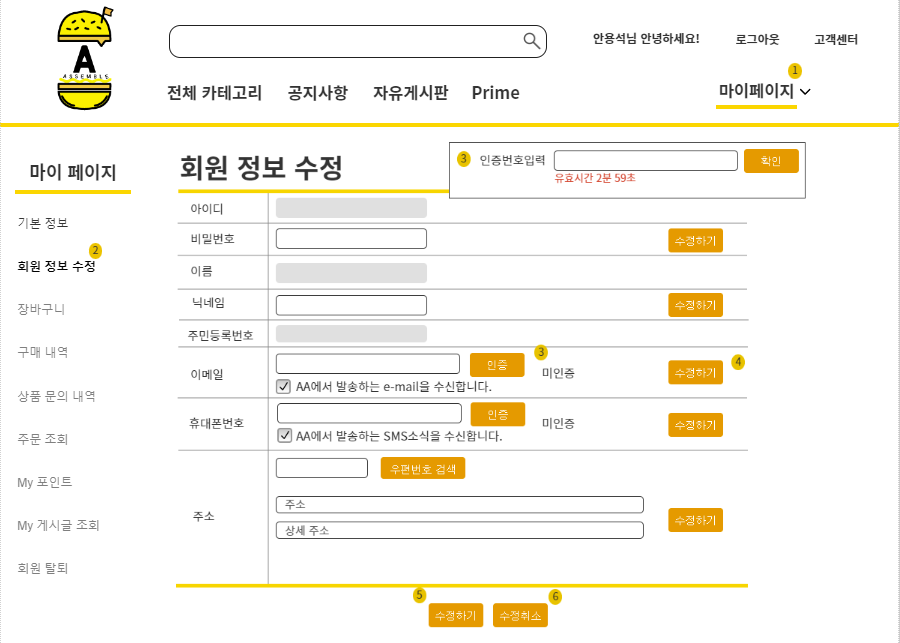 A
ASSEMBLE
안용석님 안녕하세요!
로그아웃
고객센터
전체 카테고리
공지사항
자유게시판
Prime
1
마이페이지
마이 페이지
기본 정보
2
회원 정보 수정
장바구니
구매 내역
상품 문의 내역
주문 조회
My 포인트
My 게시글 조회
회원 탈퇴
회원 정보 수정
3
인증번호입력
확인
유효시간 2분 59초
아이디
비밀번호
수정하기
이름
닉네임
수정하기
주민등록번호
이메일
인증
3
미인증
수정하기
4
AA에서 발송하는 e-mail을 수신합니다.
휴대폰번호
인증
미인증
수정하기
AA에서 발송하는 SMS소식을 수신합니다.
우편번호 검색
주소
주소
상세 주소
수정하기
5
수정하기
수정취소
6